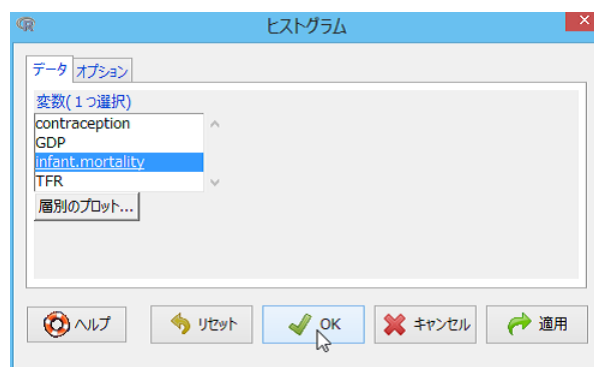 ヒストグラム
データ オプション
変数(1つ選択)
contraception
GDP
infant.mortality
TFR
層別のプロット...
ヘルプ リセット OK キャンセル 適用